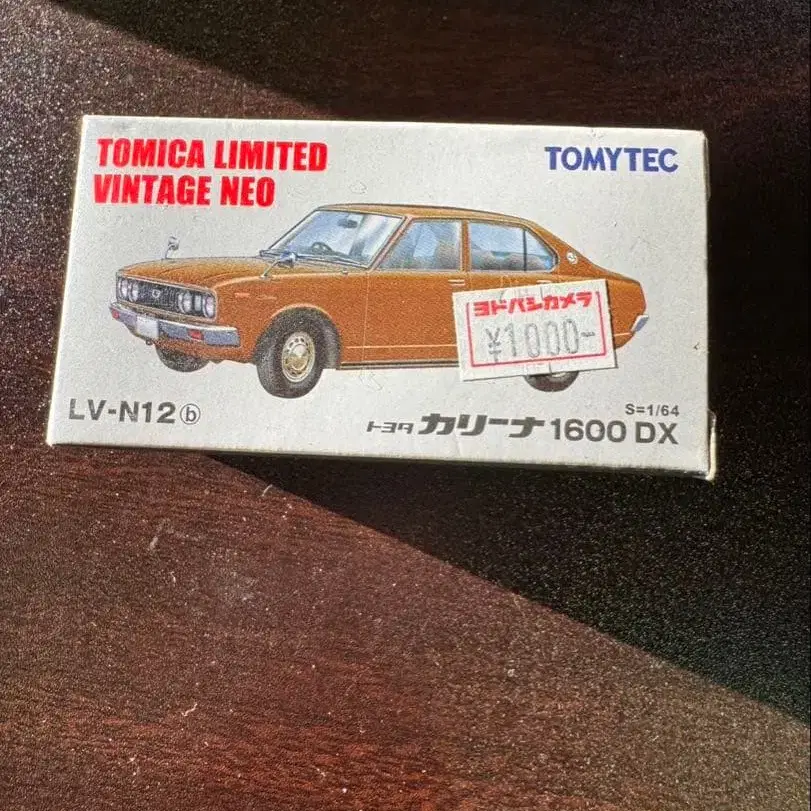 TOMICA LIMITED
VINTAGE NEO
TOMYTEC
ヨドバシカメラ
¥1000-
LV-N12ⓑ
S=1/64
トヨタ カリーナ 1600 DX